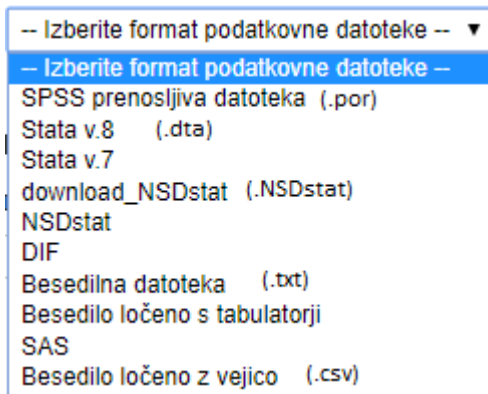 -- Izberite format podatkovne datoteke -- ▼
-- Izberite format podatkovne datoteke --
SPSS prenosljiva datoteka (.por)
Stata v.8 (.dta)
Stata v.7
download_NSDstat (.NSDstat)
NSDstat
DIF
Besedilna datoteka (.txt)
Besedilo ločeno s tabulatorji
SAS
Besedilo ločeno z vejico (.csv)